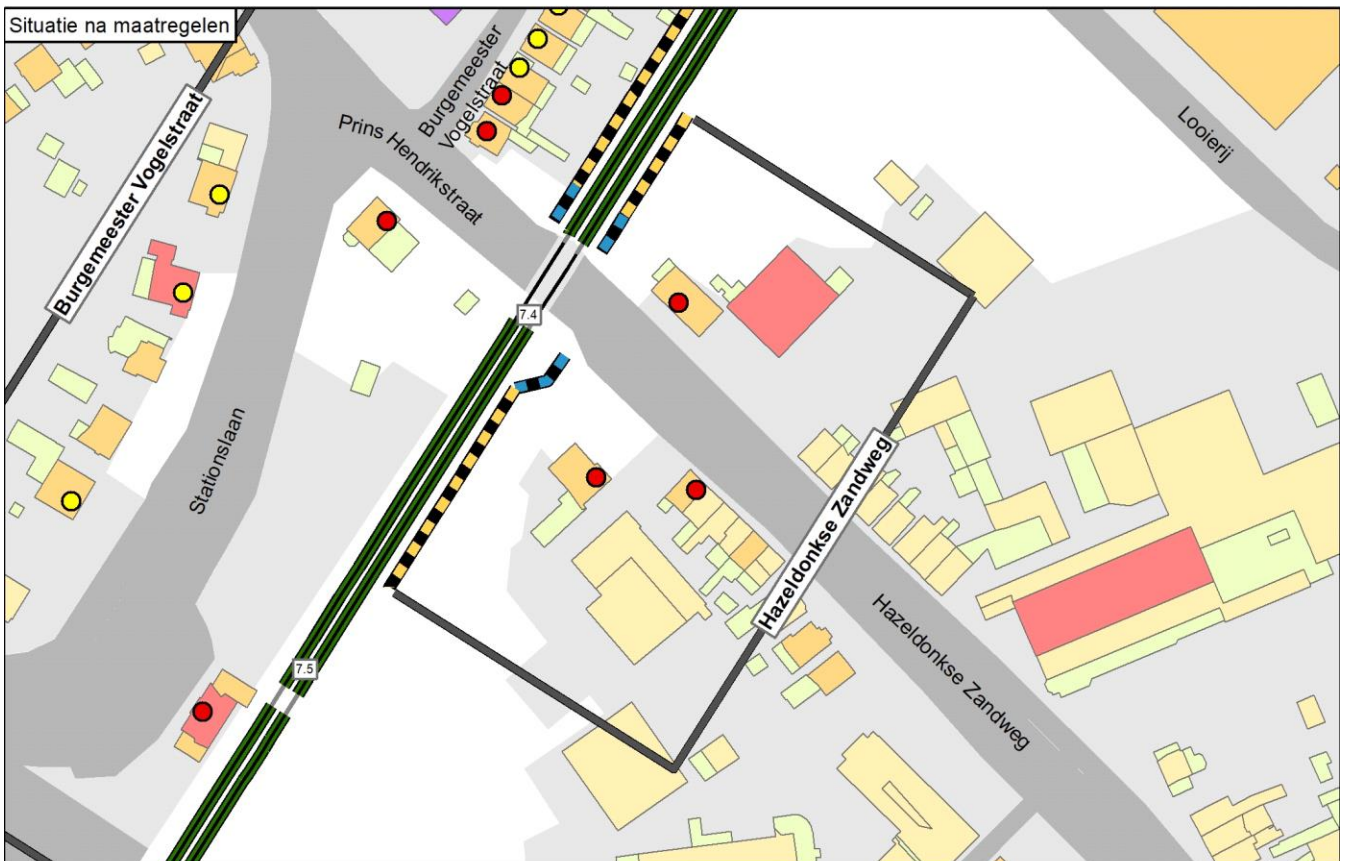 Situatie na maatregelen
Burgemeester
Vogelstraat
Burgemeester Vogelstraat
Prins Hendrikstraat
Looierij
7.4
Stationslaan
Hazeldonkse Zandweg
Hazeldonkse Zandweg
7.5